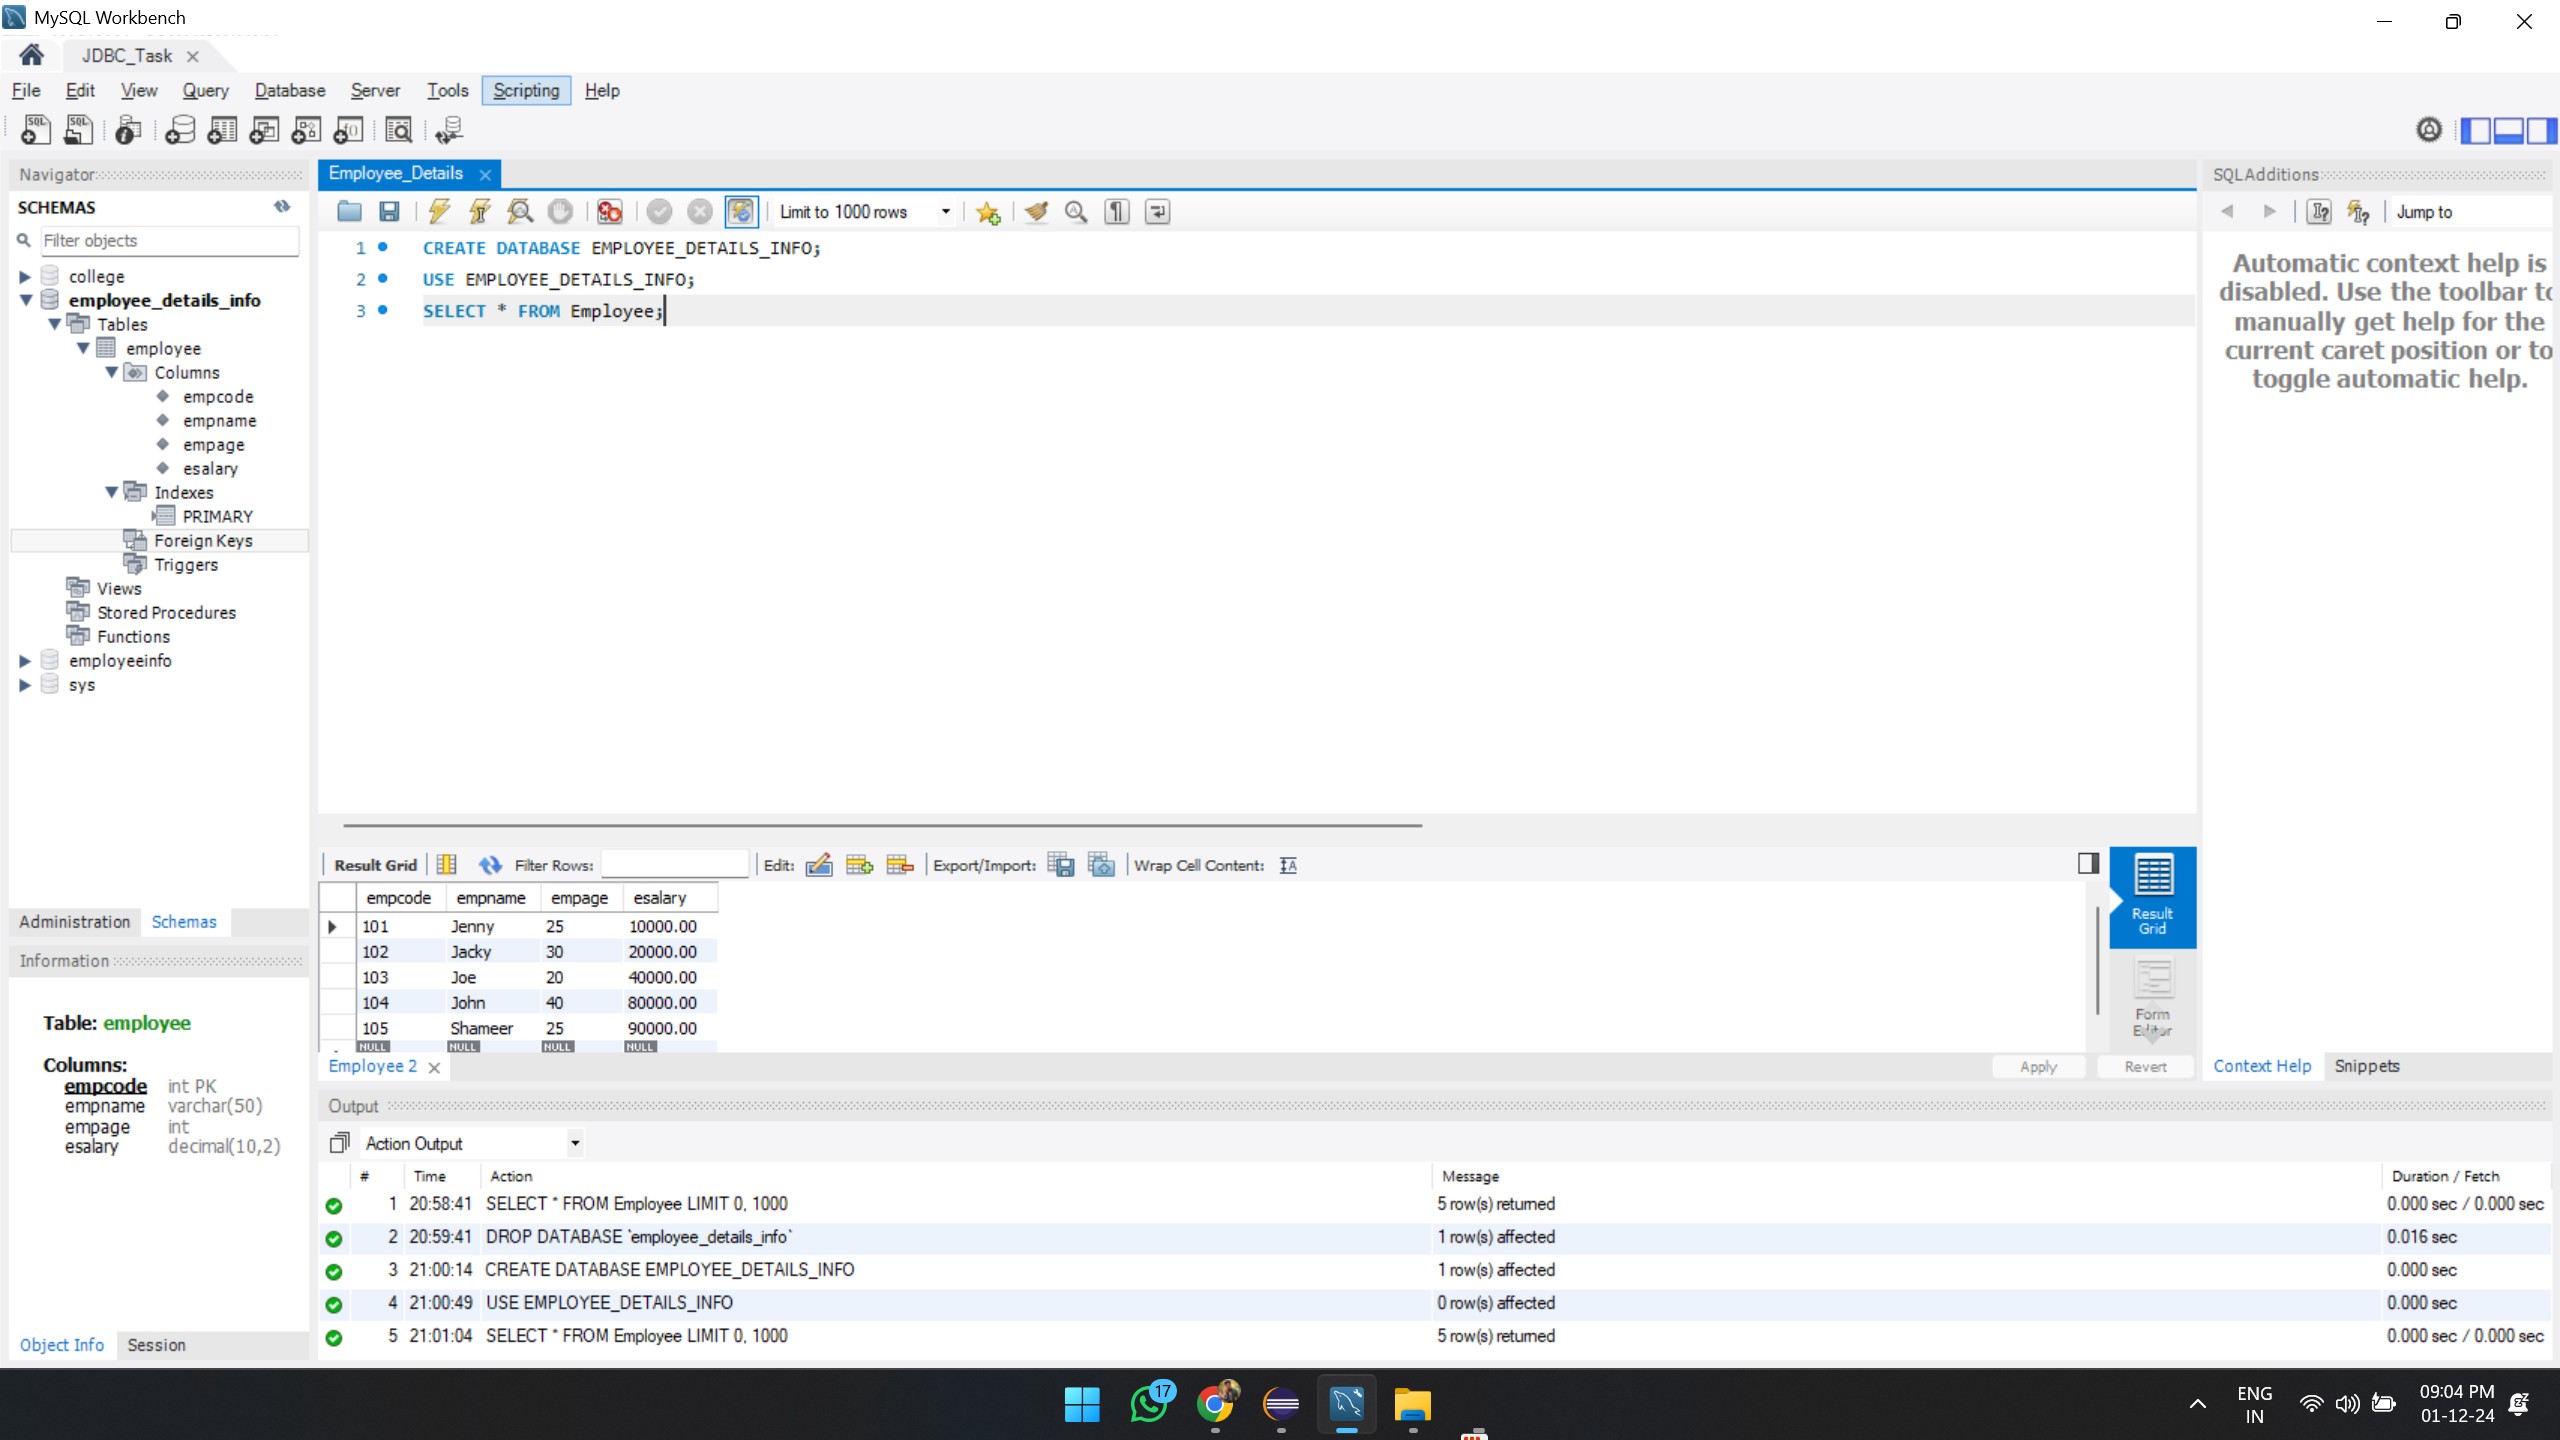 MySQL Workbench
JDBC_Task
File Edit View Query Database Server Tools Scripting Help
Navigator
SCHEMAS
Filter objects
college
employee_details_info
Tables
employee
Columns
empcode
empname
empage
esalary
Indexes
PRIMARY
Foreign Keys
Triggers
Views
Stored Procedures
Functions
employeeinfo
sys
Administration Schemas
Information
Table: employee
Columns:
empcode int PK
empname varchar(50)
empage int
esalary decimal(10,2)
Object Info Session
Employee_Details
Limit to 1000 rows
1 CREATE DATABASE EMPLOYEE_DETAILS_INFO;
2 USE EMPLOYEE_DETAILS_INFO;
3 SELECT * FROM Employee;
Result Grid Filter Rows: Edit: Export/Import: Wrap Cell Content:
empcode empname empage esalary
101 Jenny 25 10000.00
102 Jacky 30 20000.00
103 Joe 20 40000.00
104 John 40 80000.00
105 Shameer 25 90000.00
NULL NULL NULL NULL
Result
Grid
Form
Editor
Employee 2
Apply Revert
SQLAdditions
Jump to
Automatic context help is
disabled. Use the toolbar to
manually get help for the
current caret position or to
toggle automatic help.
Context Help Snippets
Output
Action Output
# Time Action Message Duration / Fetch
1 20:58:41 SELECT * FROM Employee LIMIT 0, 1000 5 row(s) returned 0.000 sec / 0.000 sec
2 20:59:41 DROP DATABASE `employee_details_info` 1 row(s) affected 0.016 sec
3 21:00:14 CREATE DATABASE EMPLOYEE_DETAILS_INFO 1 row(s) affected 0.000 sec
4 21:00:49 USE EMPLOYEE_DETAILS_INFO 0 row(s) affected 0.000 sec
5 21:01:04 SELECT * FROM Employee LIMIT 0, 1000 5 row(s) returned 0.000 sec / 0.000 sec
17
ENG
IN
09:04 PM
01-12-24